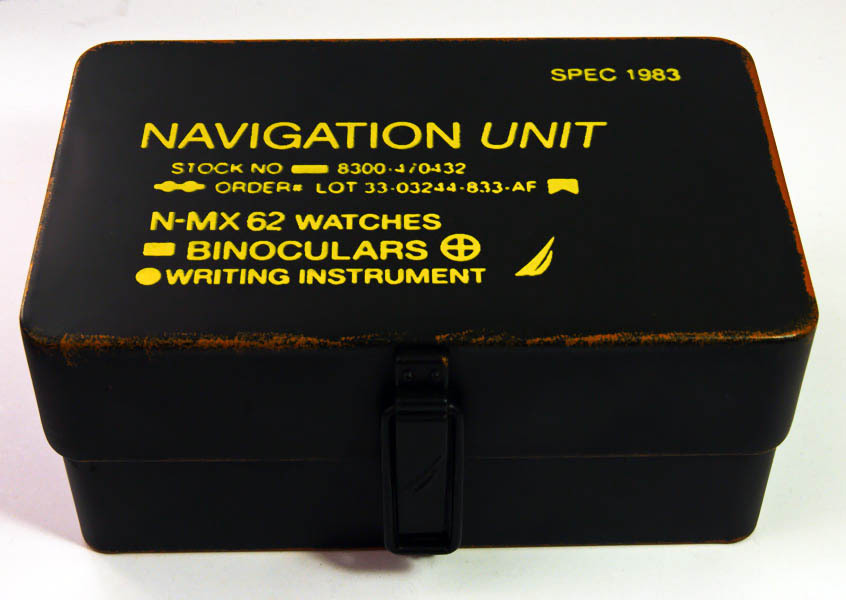 SPEC 1983
NAVIGATION UNIT
STOCK NO 8300-470432
ORDER# LOT 33-03244-833-AF
N-MX 62 WATCHES
BINOCULARS
WRITING INSTRUMENT